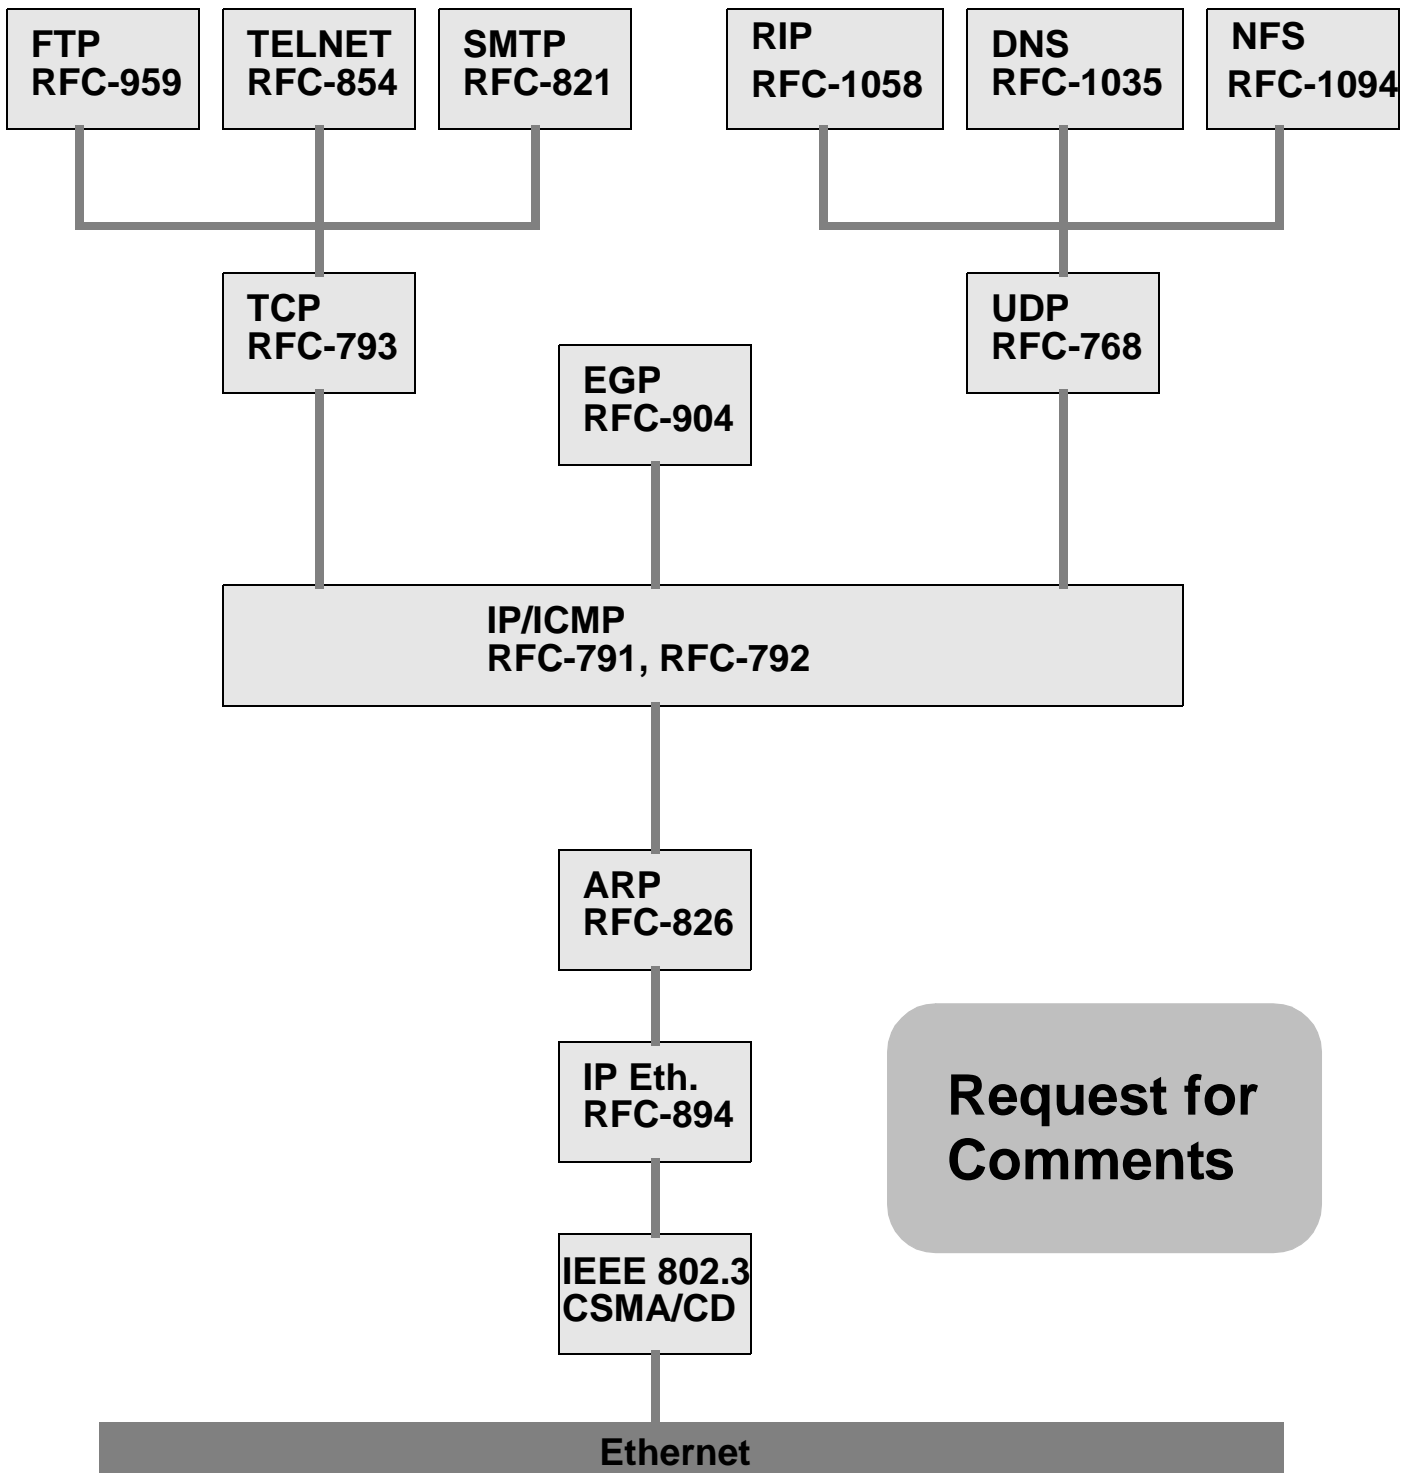 FTP
RFC-959
TELNET
RFC-854
SMTP
RFC-821
RIP
RFC-1058
DNS
RFC-1035
NFS
RFC-1094
TCP
RFC-793
UDP
RFC-768
EGP
RFC-904
IP/ICMP
RFC-791, RFC-792
ARP
RFC-826
IP Eth.
RFC-894
Request for
Comments
IEEE 802.3
CSMA/CD
Ethernet